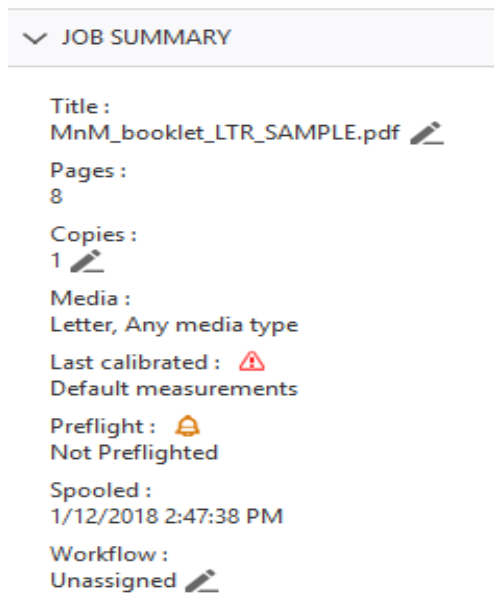 JOB SUMMARY
Title :
MnM_booklet_LTR_SAMPLE.pdf
Pages :
8
Copies :
1
Media :
Letter, Any media type
Last calibrated :
Default measurements
Preflight :
Not Preflighted
Spooled :
1/12/2018 2:47:38 PM
Workflow :
Unassigned